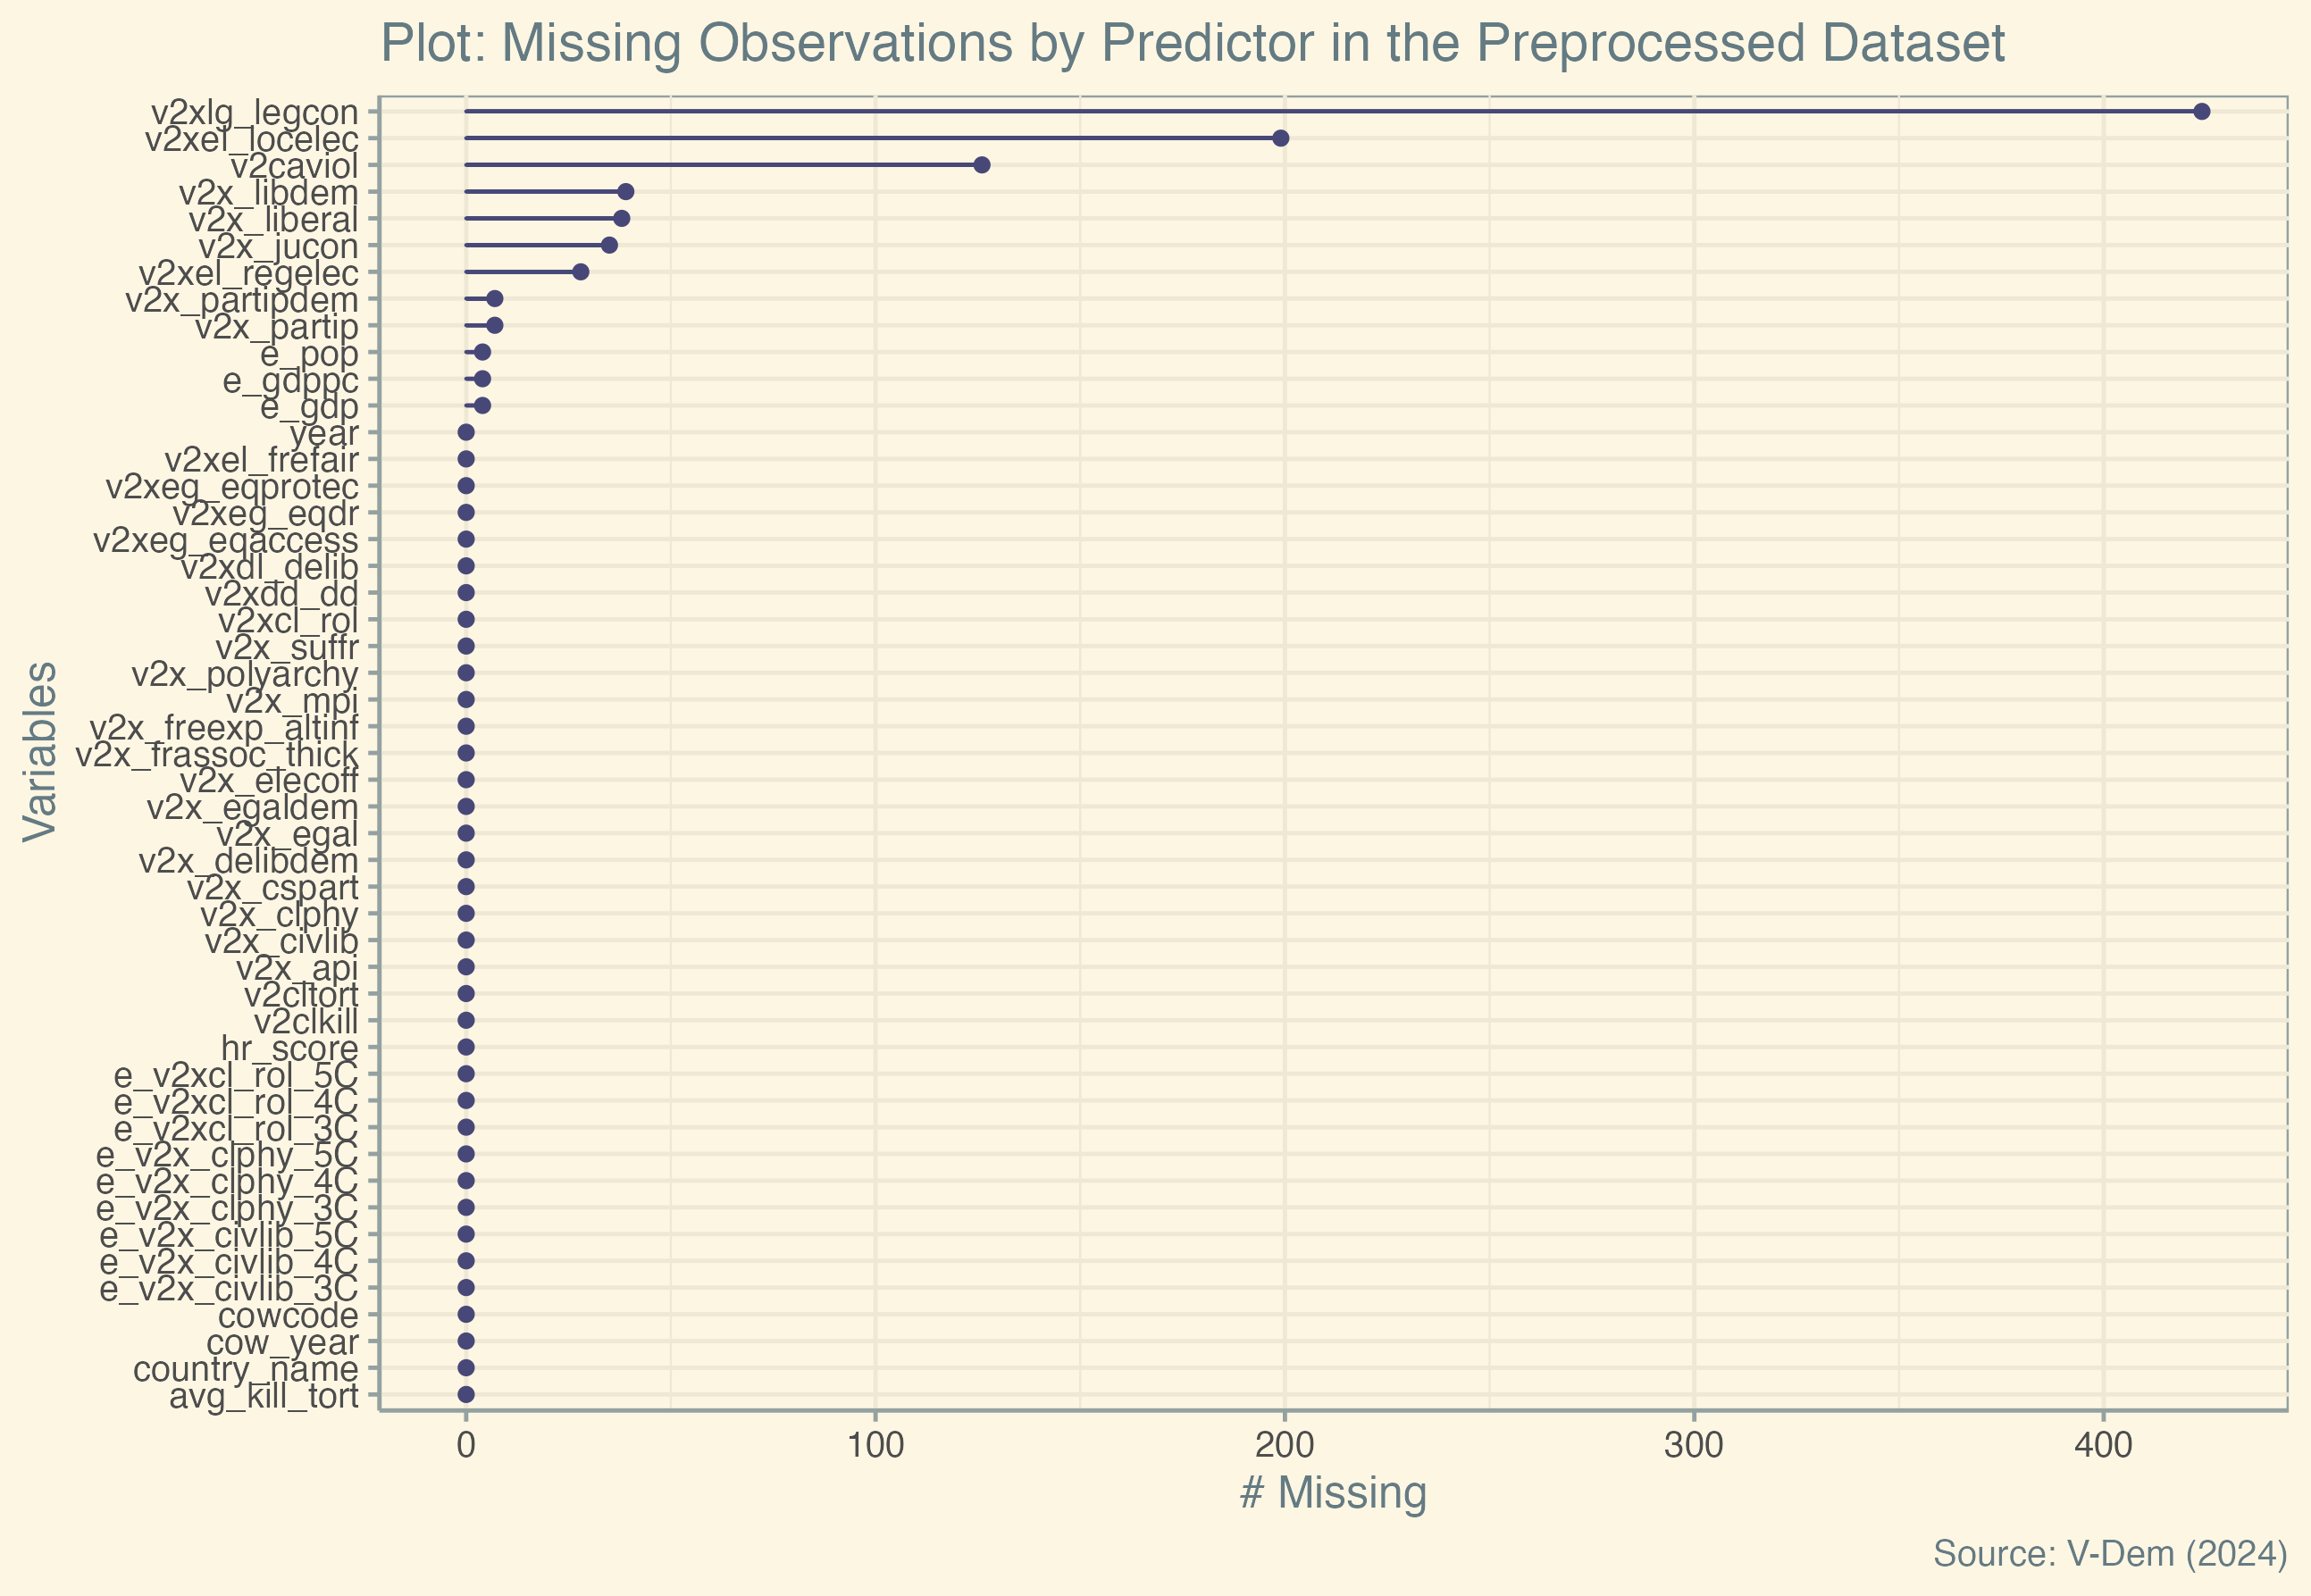 Plot: Missing Observations by Predictor in the Preprocessed Dataset
v2xlg_legcon
v2xel_locelec
v2caviol
v2x_libdem
v2x_liberal
v2x_jucon
v2xel_regelec
v2x_partipdem
v2x_partip
e_pop
e_gdppc
e_gdp
year
v2xel_frefair
v2xeg_eqprotec
v2xeg_eqdr
v2xeg_eqaccess
v2xdl_delib
v2xdd_dd
v2xcl_rol
v2x_suffr
v2x_polyarchy
v2x_mpi
v2x_freexp_altinf
v2x_frassoc_thick
v2x_elecoff
v2x_egaldem
v2x_egal
v2x_delibdem
v2x_cspart
v2x_clphy
v2x_civlib
v2x_api
v2cltort
v2clkill
hr_score
e_v2xcl_rol_5C
e_v2xcl_rol_4C
e_v2xcl_rol_3C
e_v2x_clphy_5C
e_v2x_clphy_4C
e_v2x_clphy_3C
e_v2x_civlib_5C
e_v2x_civlib_4C
e_v2x_civlib_3C
cowcode
cow_year
country_name
avg_kill_tort
Variables
0 100 200 300 400
# Missing
Source: V-Dem (2024)